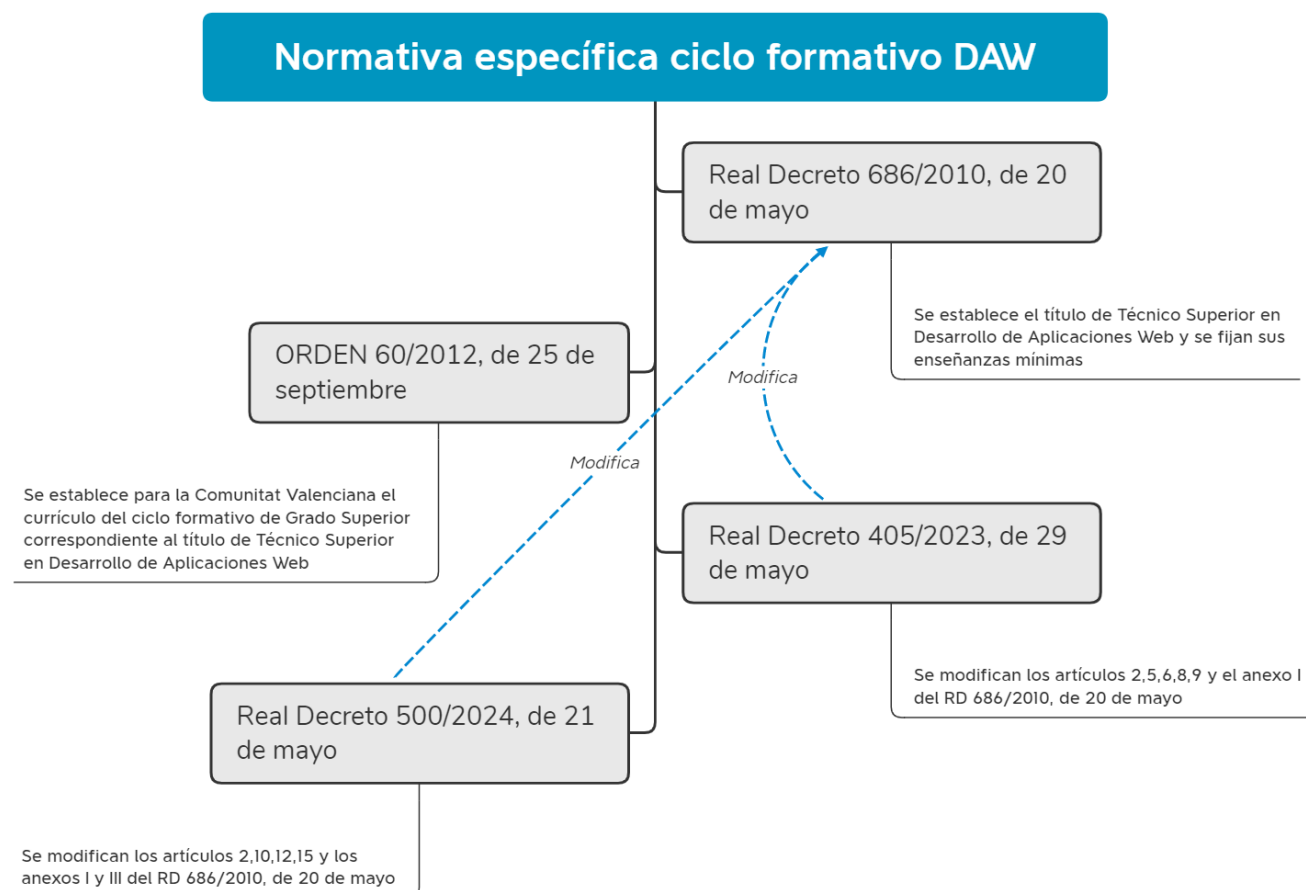 Normativa específica ciclo formativo DAW
Real Decreto 686/2010, de 20
de mayo
Se establece el título de Técnico Superior en
Desarrollo de Aplicaciones Web y se fijan sus
enseñanzas mínimas
ORDEN 60/2012, de 25 de
septiembre
Modifica
Modifica
Se establece para la Comunitat Valenciana el
currículo del ciclo formativo de Grado Superior
correspondiente al título de Técnico Superior
en Desarrollo de Aplicaciones Web
Real Decreto 405/2023, de 29
de mayo
Se modifican los artículos 2,5,6,8,9 y el anexo I
del RD 686/2010, de 20 de mayo
Real Decreto 500/2024, de 21
de mayo
Se modifican los artículos 2,10,12,15 y los
anexos I y III del RD 686/2010, de 20 de mayo